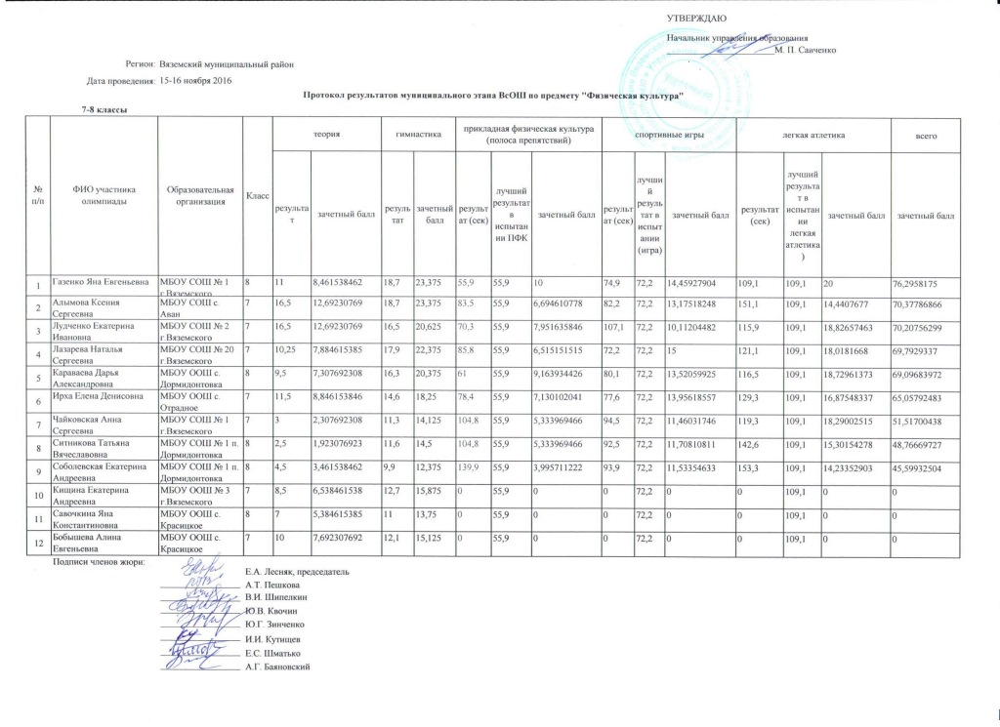 УТВЕРЖДАЮ
Начальник управления образования
М. П. Савченко
Регион: Вяземский муниципальный район
Дата проведения: 15-16 ноября 2016
Протокол результатов муниципального этапа ВсОШ по предмету "Физическая культура"
7-8 классы
№ п/п ФИО участника олимпиады Образовательная организация Класс теория гимнастика прикладная физическая культура (полоса препятствий) спортивные игры легкая атлетика всего
результат зачетный балл результат зачетный балл результат (сек) лучший результат в испытании ПФК зачетный балл результат (сек) лучший результат в испытании (игра) зачетный балл результат (сек) лучший результат в испытании легкая атлетика) зачетный балл зачетный балл
1 Газенко Яна Евгеньевна МБОУ СОШ № 1 г.Вяземского 8 11 8,461538462 18,7 23,375 55,9 55,9 10 74,9 72,2 14,45927904 109,1 109,1 20 76,2958175
2 Алымова Ксения Сергеевна МБОУ СОШ с. Аван 7 16,5 12,69230769 18,7 23,375 83,5 55,9 6,694610778 82,2 72,2 13,17518248 151,1 109,1 14,4407677 70,37786866
3 Лудченко Екатерина Ивановна МБОУ СОШ № 2 г.Вяземского 7 16,5 12,69230769 16,5 20,625 70,3 55,9 7,951635846 107,1 72,2 10,11204482 115,9 109,1 18,82657463 70,20756299
4 Лазарева Наталья Сергеевна МБОУ СОШ № 20 г.Вяземского 7 10,25 7,884615385 17,9 22,375 85,8 55,9 6,515151515 72,2 72,2 15 121,1 109,1 18,0181668 69,7929337
5 Караваева Дарья Александровна МБОУ ООШ с. Дормидонтовка 8 9,5 7,307692308 16,3 20,375 61 55,9 9,163934426 80,1 72,2 13,52059925 116,5 109,1 18,72961373 69,09683972
6 Ирха Елена Денисовна МБОУ ООШ с. Отрадное 7 11,5 8,846153846 14,6 18,25 78,4 55,9 7,130102041 77,6 72,2 13,95618557 129,3 109,1 16,87548337 65,05792483
7 Чайковская Анна Сергеевна МБОУ СОШ № 1 г.Вяземского 7 3 2,307692308 11,3 14,125 104,8 55,9 5,333969466 94,5 72,2 11,46031746 119,3 109,1 18,29002515 51,51700438
8 Ситникова Татьяна Вячеславовна МБОУ СОШ № 1 п. Дормидонтовка 8 2,5 1,923076923 11,6 14,5 104,8 55,9 5,333969466 92,5 72,2 11,70810811 142,6 109,1 15,30154278 48,76669727
9 Соболевская Екатерина Андреевна МБОУ СОШ № 1 п. Дормидонтовка 8 4,5 3,461538462 9,9 12,375 139,9 55,9 3,995711222 93,9 72,2 11,53354633 153,3 109,1 14,23352903 45,59932504
10 Кищина Екатерина Андреевна МБОУ ООШ № 3 г.Вяземского 7 8,5 6,538461538 12,7 15,875 0 55,9 0 0 72,2 0 0 109,1 0 0
11 Савочкина Яна Константиновна МБОУ ООШ с. Красицкое 8 7 5,384615385 11 13,75 0 55,9 0 0 72,2 0 0 109,1 0 0
12 Бобышева Алина Евгеньевна МБОУ ООШ с. Красицкое 7 10 7,692307692 12,1 15,125 0 55,9 0 0 72,2 0 0 109,1 0 0
Подписи членов жюри:
Е.А. Лесняк, председатель
А.Т. Пешкова
В.И. Шипелкин
Ю.В. Квочин
Ю.Г. Зинченко
И.И. Кутищев
Е.С. Шматько
А.Г. Баяновский